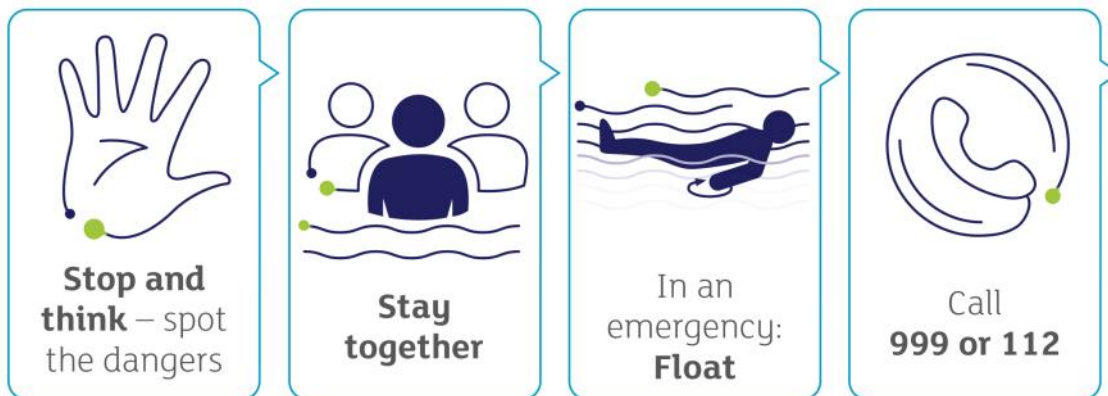 Stop and
think – spot
the dangers
Stay
together
In an
emergency:
Float
Call
999 or 112